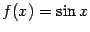 f(x) = sin x